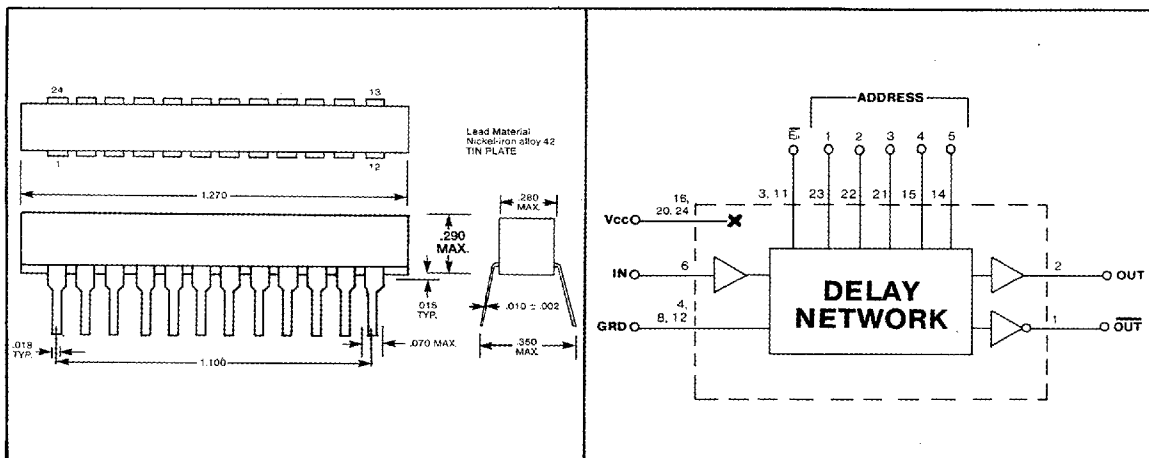 24
13
1
12
Lead Material
Nickel-iron alloy 42
TIN PLATE
1.270
.290
MAX.
.280
MAX.
.015
TYP.
.010 ± .002
.018
TYP.
.070 MAX.
1.100
.350
MAX.
ADDRESS
E̅ 1 2 3 4 5
3, 11 23 22 21 15 14
16,
20, 24
Vcc
IN 6
4,
GRD 8, 12
DELAY
NETWORK
2 OUT
1 O̅U̅T̅